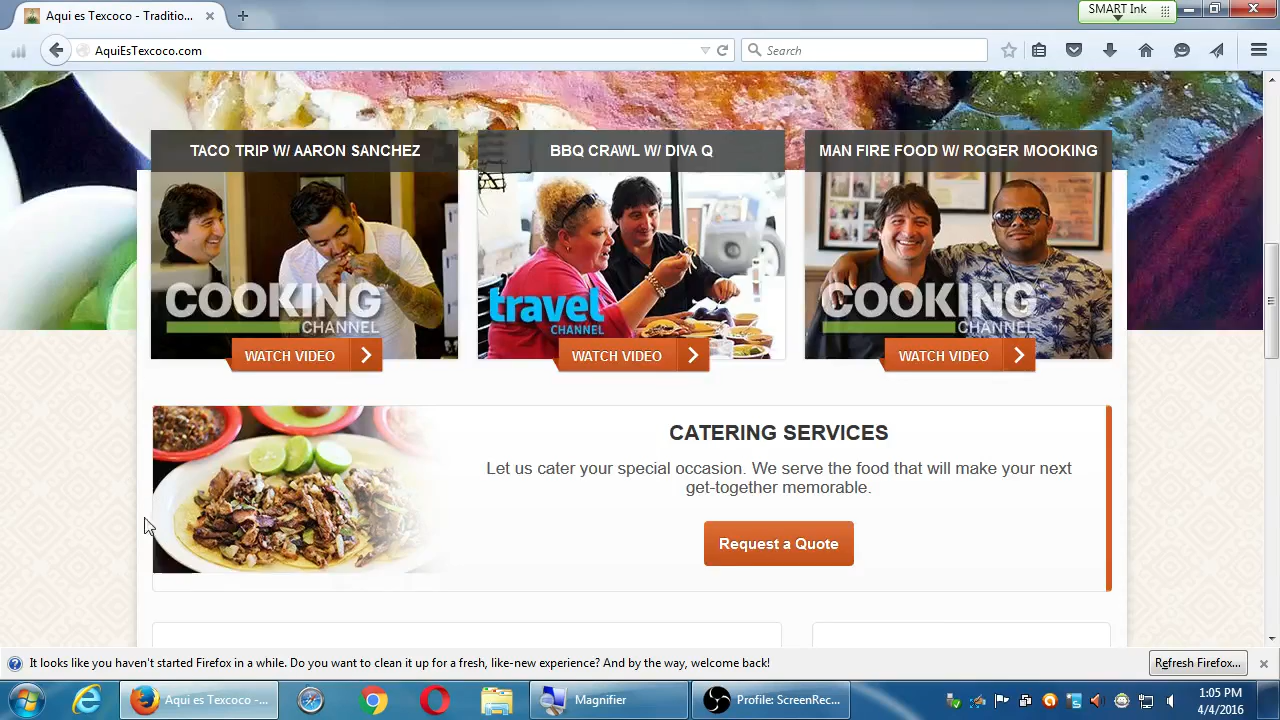 Aqui es Texcoco - Traditio...
SMART Ink
AquiEsTexcoco.com
Search
TACO TRIP W/ AARON SANCHEZ
BBQ CRAWL W/ DIVA Q
MAN FIRE FOOD W/ ROGER MOOKING
COOKING
CHANNEL
travel
CHANNEL
COOKING
CHANNEL
WATCH VIDEO
WATCH VIDEO
WATCH VIDEO
CATERING SERVICES
Let us cater your special occasion. We serve the food that will make your next
get-together memorable.
Request a Quote
It looks like you haven't started Firefox in a while. Do you want to clean it up for a fresh, like-new experience? And by the way, welcome back!
Refresh Firefox...
Aqui es Texcoco -...
Magnifier
Profile: ScreenRec...
1:05 PM
4/4/2016